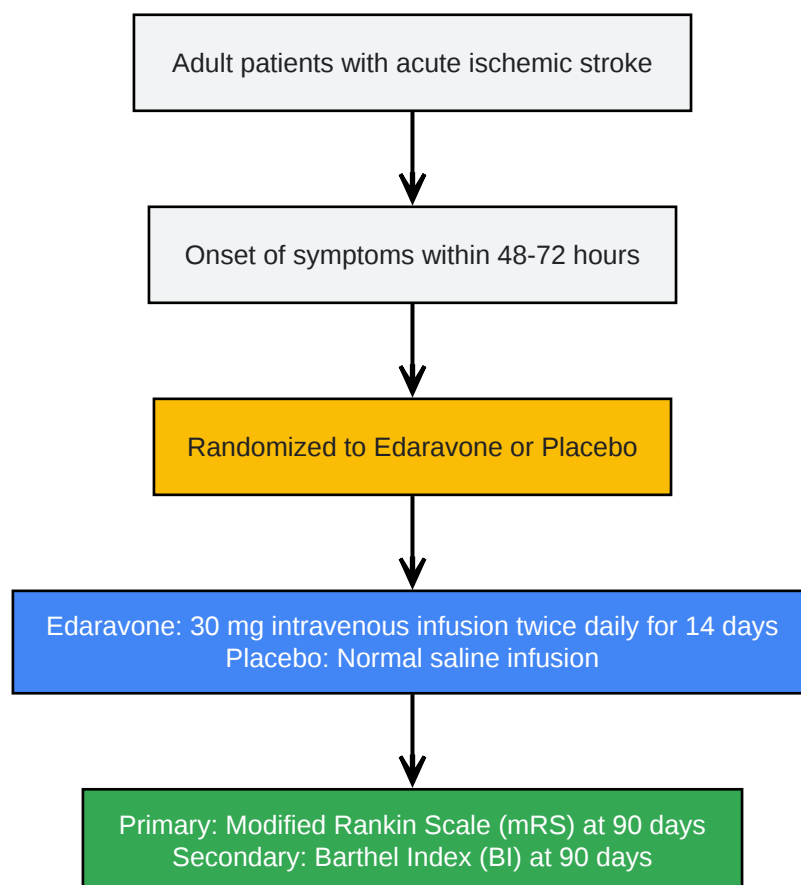 Adult patients with acute ischemic stroke
Onset of symptoms within 48-72 hours
Randomized to Edaravone or Placebo
Edaravone: 30 mg intravenous infusion twice daily for 14 days
Placebo: Normal saline infusion
Primary: Modified Rankin Scale (mRS) at 90 days
Secondary: Barthel Index (BI) at 90 days